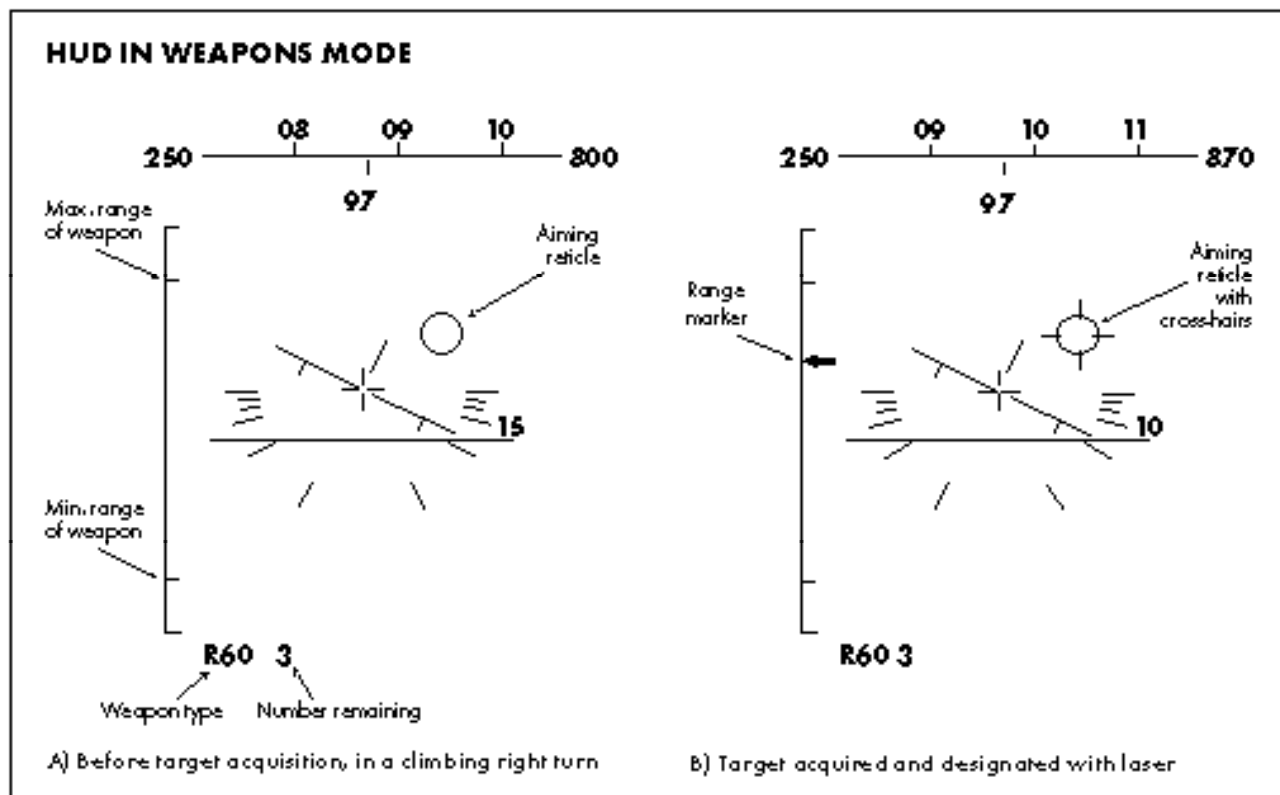 HUD IN WEAPONS MODE
08 09 10
250 800
97
Max. range
of weapon
Aiming
reticle
15
Min. range
of weapon
R60 3
Weapon type Number remaining
A) Before target acquisition, in a climbing right turn
09 10 11
250 870
97
Range
marker
Aiming
reticle
with
cross-hairs
10
R60 3
B) Target acquired and designated with laser